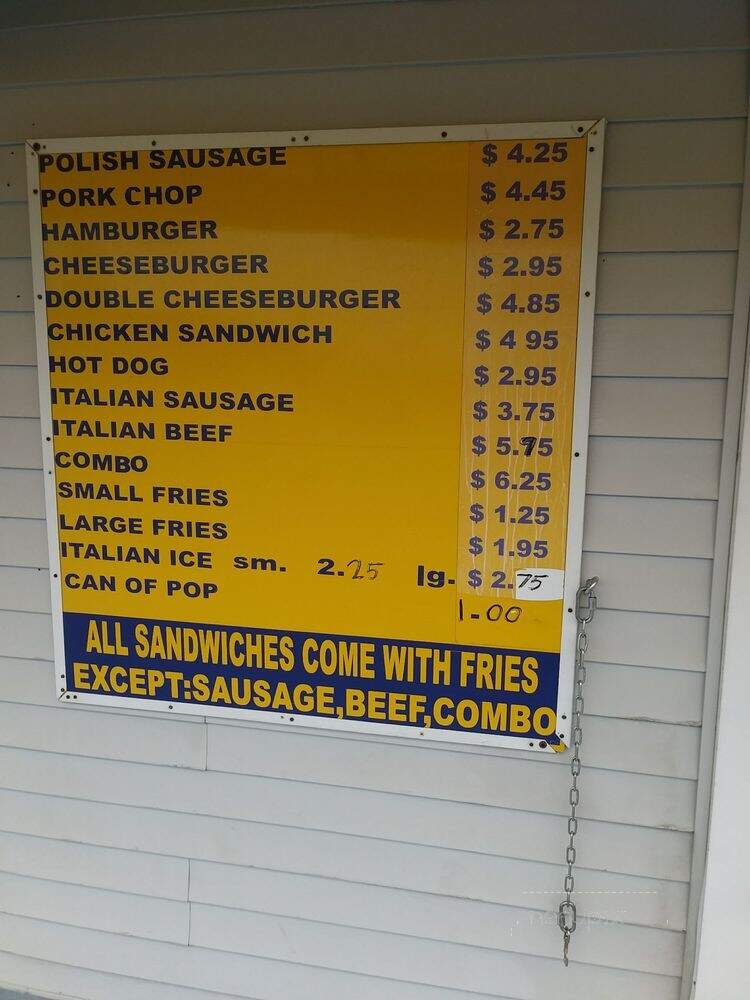 POLISH SAUSAGE $ 4.25
PORK CHOP $ 4.45
HAMBURGER $ 2.75
CHEESEBURGER $ 2.95
DOUBLE CHEESEBURGER $ 4.85
CHICKEN SANDWICH $ 4 95
HOT DOG $ 2.95
ITALIAN SAUSAGE $ 3.75
ITALIAN BEEF $ 5.95
COMBO $ 6.25
SMALL FRIES $ 1.25
LARGE FRIES $ 1.95
ITALIAN ICE sm. 2.25 lg. $ 2.75
CAN OF POP 1.00
ALL SANDWICHES COME WITH FRIES
EXCEPT:SAUSAGE,BEEF,COMBO